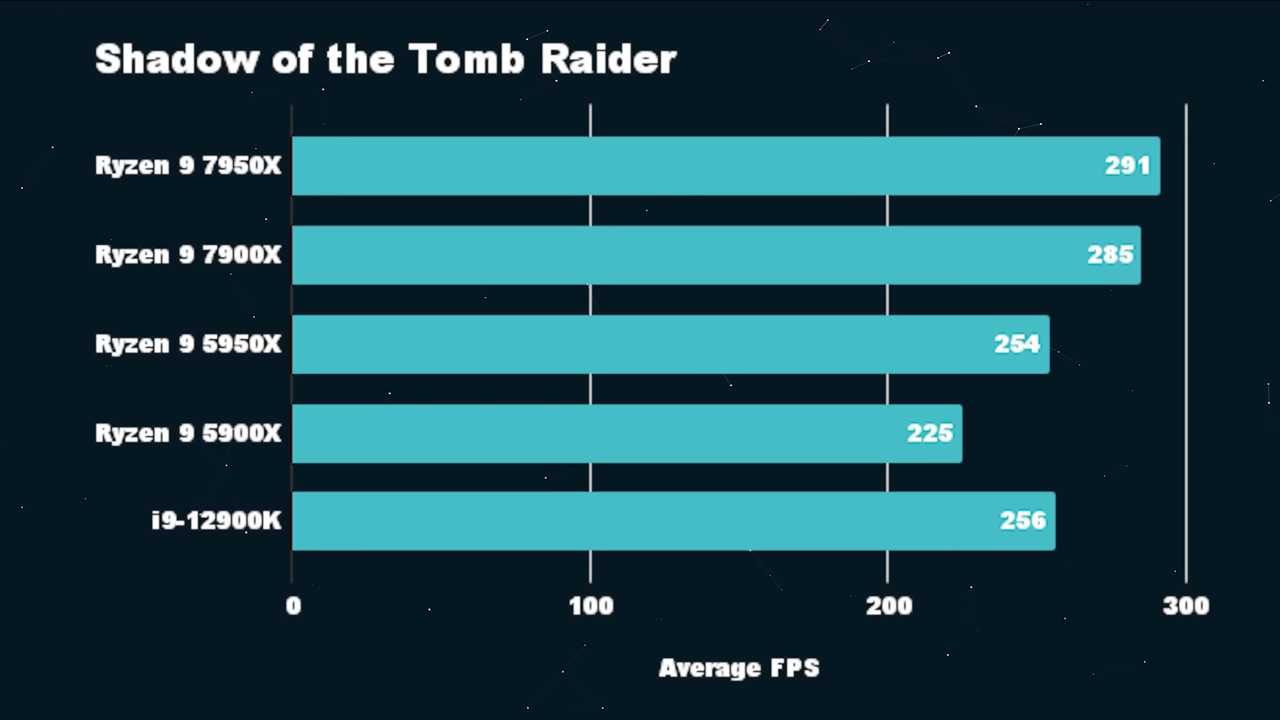 Shadow of the Tomb Raider
Ryzen 9 7950X 291
Ryzen 9 7900X 285
Ryzen 9 5950X 254
Ryzen 9 5900X 225
i9-12900K 256
0 100 200 300
Average FPS